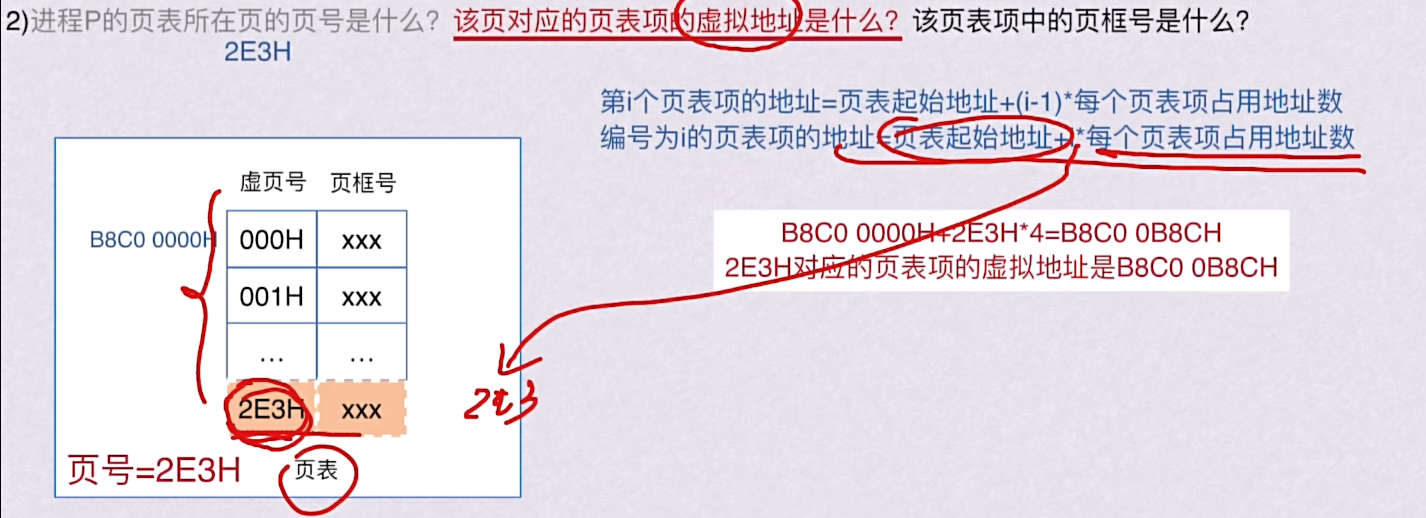 2)进程P的页表所在页的页号是什么？该页对应的页表项的虚拟地址是什么？该页表项中的页框号是什么？
2E3H
第i个页表项的地址=页表起始地址+(i-1)*每个页表项占用地址数
编号为i的页表项的地址=页表起始地址+i*每个页表项占用地址数
虚页号 页框号
B8C0 0000H 000H xxx
001H xxx
... ...
2E3H xxx
页号=2E3H 页表
B8C0 0000H+2E3H*4=B8C0 0B8CH
2E3H对应的页表项的虚拟地址是B8C0 0B8CH
2E3